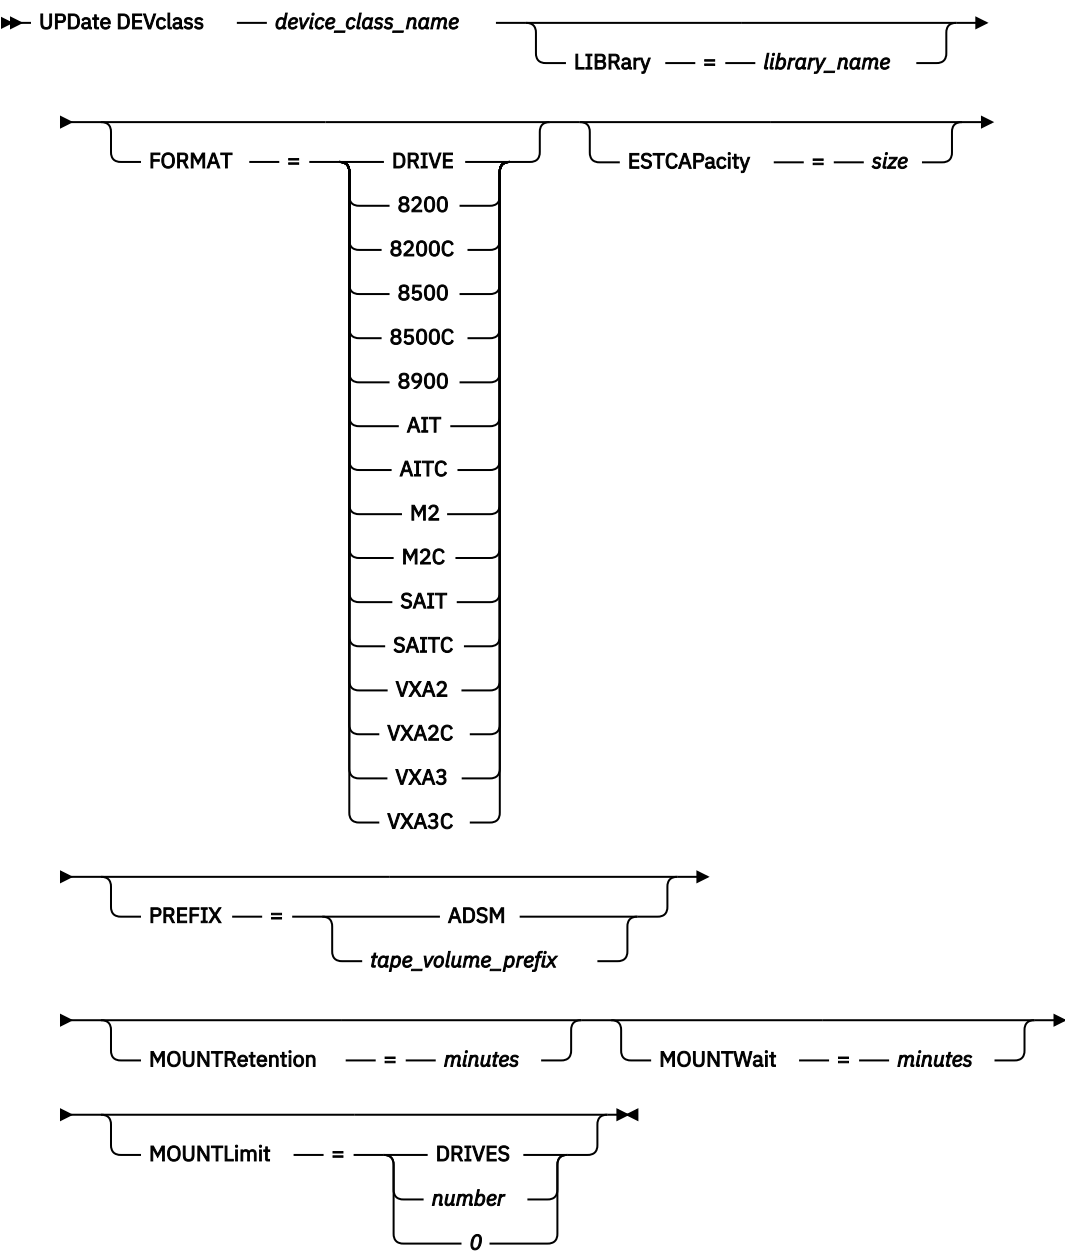 UPDate DEVclass device_class_name
LIBRary = library_name
FORMAT = DRIVE
8200
8200C
8500
8500C
8900
AIT
AITC
M2
M2C
SAIT
SAITC
VXA2
VXA2C
VXA3
VXA3C
ESTCAPacity = size
PREFIX = ADSM
tape_volume_prefix
MOUNTRetention = minutes
MOUNTWait = minutes
MOUNTLimit = DRIVES
number
0